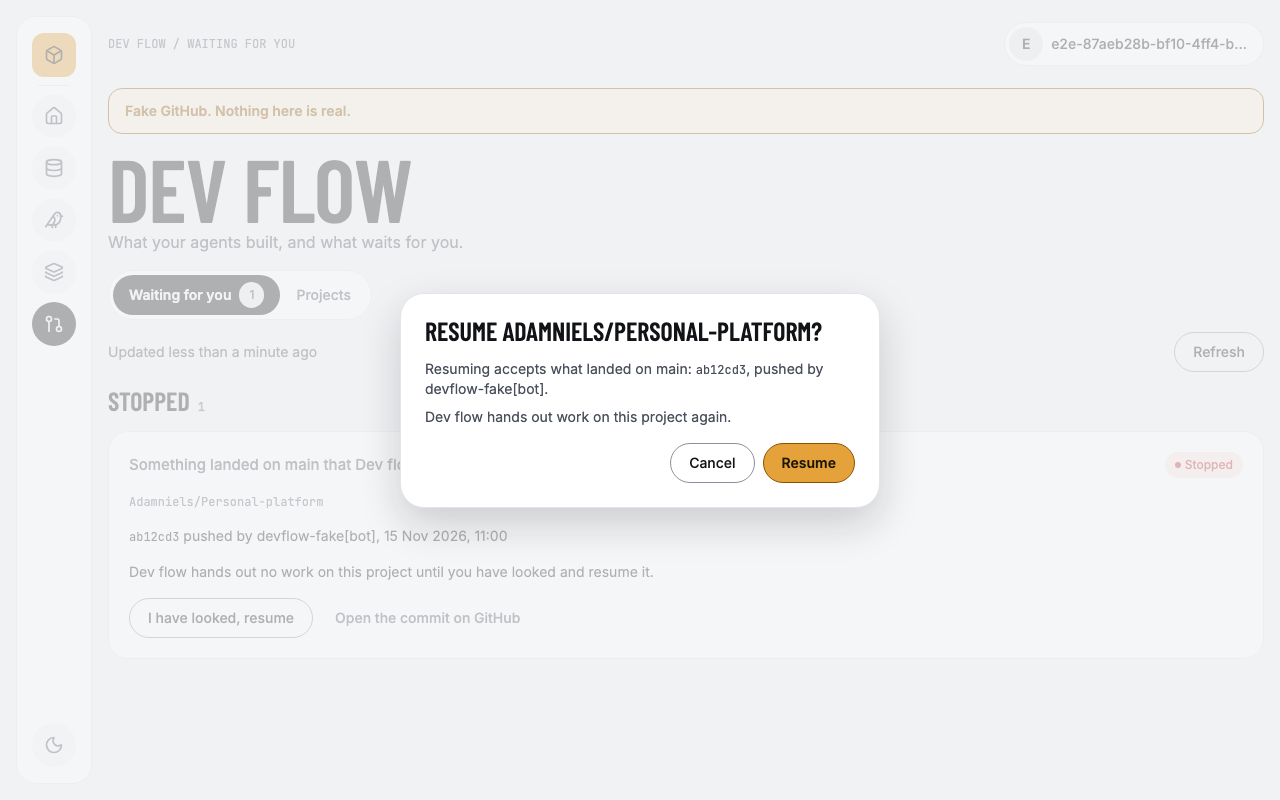 DEV FLOW / WAITING FOR YOU
E e2e-87aeb28b-bf10-4ff4-b...
Fake GitHub. Nothing here is real.
DEV FLOW
What your agents built, and what waits for you.
Waiting for you 1 Projects
Updated less than a minute ago
Refresh
STOPPED 1
Something landed on main that Dev
Stopped
Adamniels/Personal-platform
ab12cd3 pushed by devflow-fake[bot], 15 Nov 2026, 11:00
Dev flow hands out no work on this project until you have looked and resume it.
I have looked, resume Open the commit on GitHub
RESUME ADAMNIELS/PERSONAL-PLATFORM?
Resuming accepts what landed on main: ab12cd3, pushed by
devflow-fake[bot].
Dev flow hands out work on this project again.
Cancel Resume